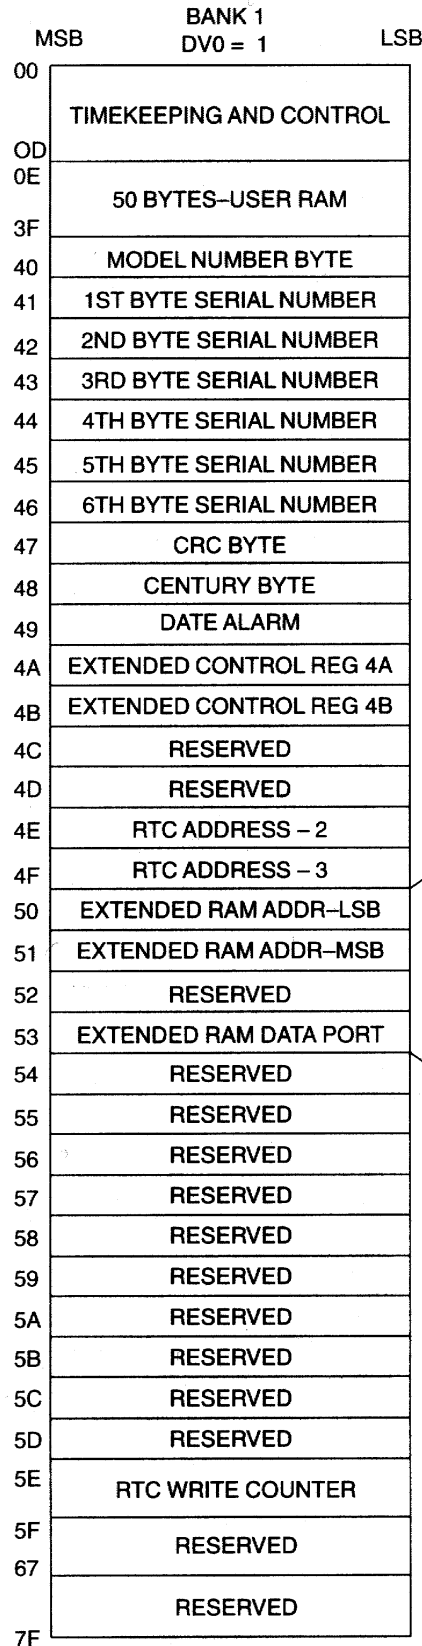 BANK 1
MSB DV0 = 1 LSB
00
TIMEKEEPING AND CONTROL
OD
0E
50 BYTES–USER RAM
3F
40 MODEL NUMBER BYTE
41 1ST BYTE SERIAL NUMBER
42 2ND BYTE SERIAL NUMBER
43 3RD BYTE SERIAL NUMBER
44 4TH BYTE SERIAL NUMBER
45 5TH BYTE SERIAL NUMBER
46 6TH BYTE SERIAL NUMBER
47 CRC BYTE
48 CENTURY BYTE
49 DATE ALARM
4A EXTENDED CONTROL REG 4A
4B EXTENDED CONTROL REG 4B
4C RESERVED
4D RESERVED
4E RTC ADDRESS – 2
4F RTC ADDRESS – 3
50 EXTENDED RAM ADDR–LSB
51 EXTENDED RAM ADDR–MSB
52 RESERVED
53 EXTENDED RAM DATA PORT
54 RESERVED
55 RESERVED
56 RESERVED
57 RESERVED
58 RESERVED
59 RESERVED
5A RESERVED
5B RESERVED
5C RESERVED
5D RESERVED
5E RTC WRITE COUNTER
5F
RESERVED
67
RESERVED
7F